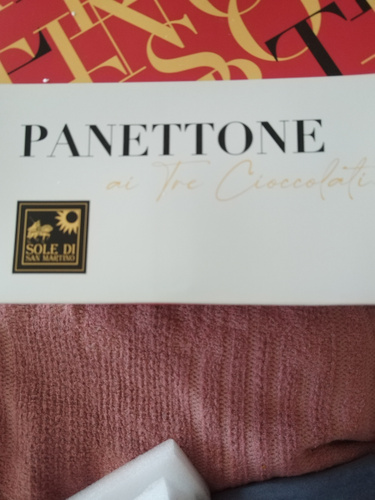 PANETTONE
ai Tre Cioccolati
SOLE DI
SAN MARTINO